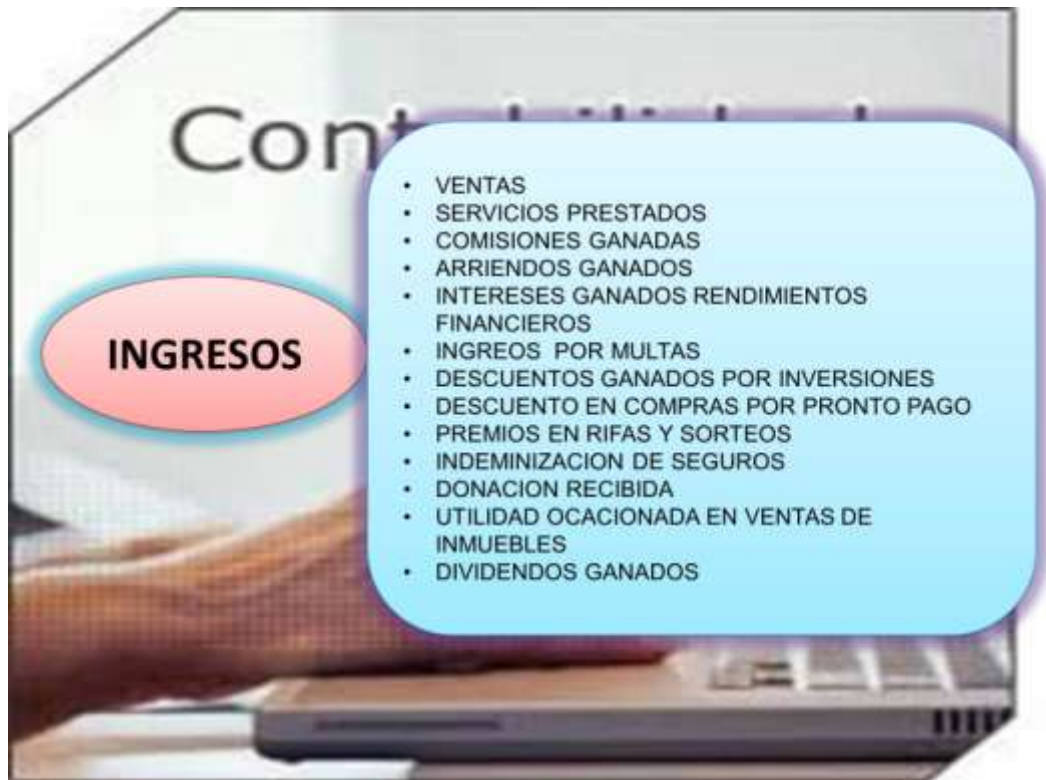 Con
INGRESOS
• VENTAS
• SERVICIOS PRESTADOS
• COMISIONES GANADAS
• ARRIENDOS GANADOS
• INTERESES GANADOS RENDIMIENTOS
FINANCIEROS
• INGREOS POR MULTAS
• DESCUENTOS GANADOS POR INVERSIONES
• DESCUENTO EN COMPRAS POR PRONTO PAGO
• PREMIOS EN RIFAS Y SORTEOS
• INDEMINIZACION DE SEGUROS
• DONACION RECIBIDA
• UTILIDAD OCACIONADA EN VENTAS DE
INMUEBLES
• DIVIDENDOS GANADOS